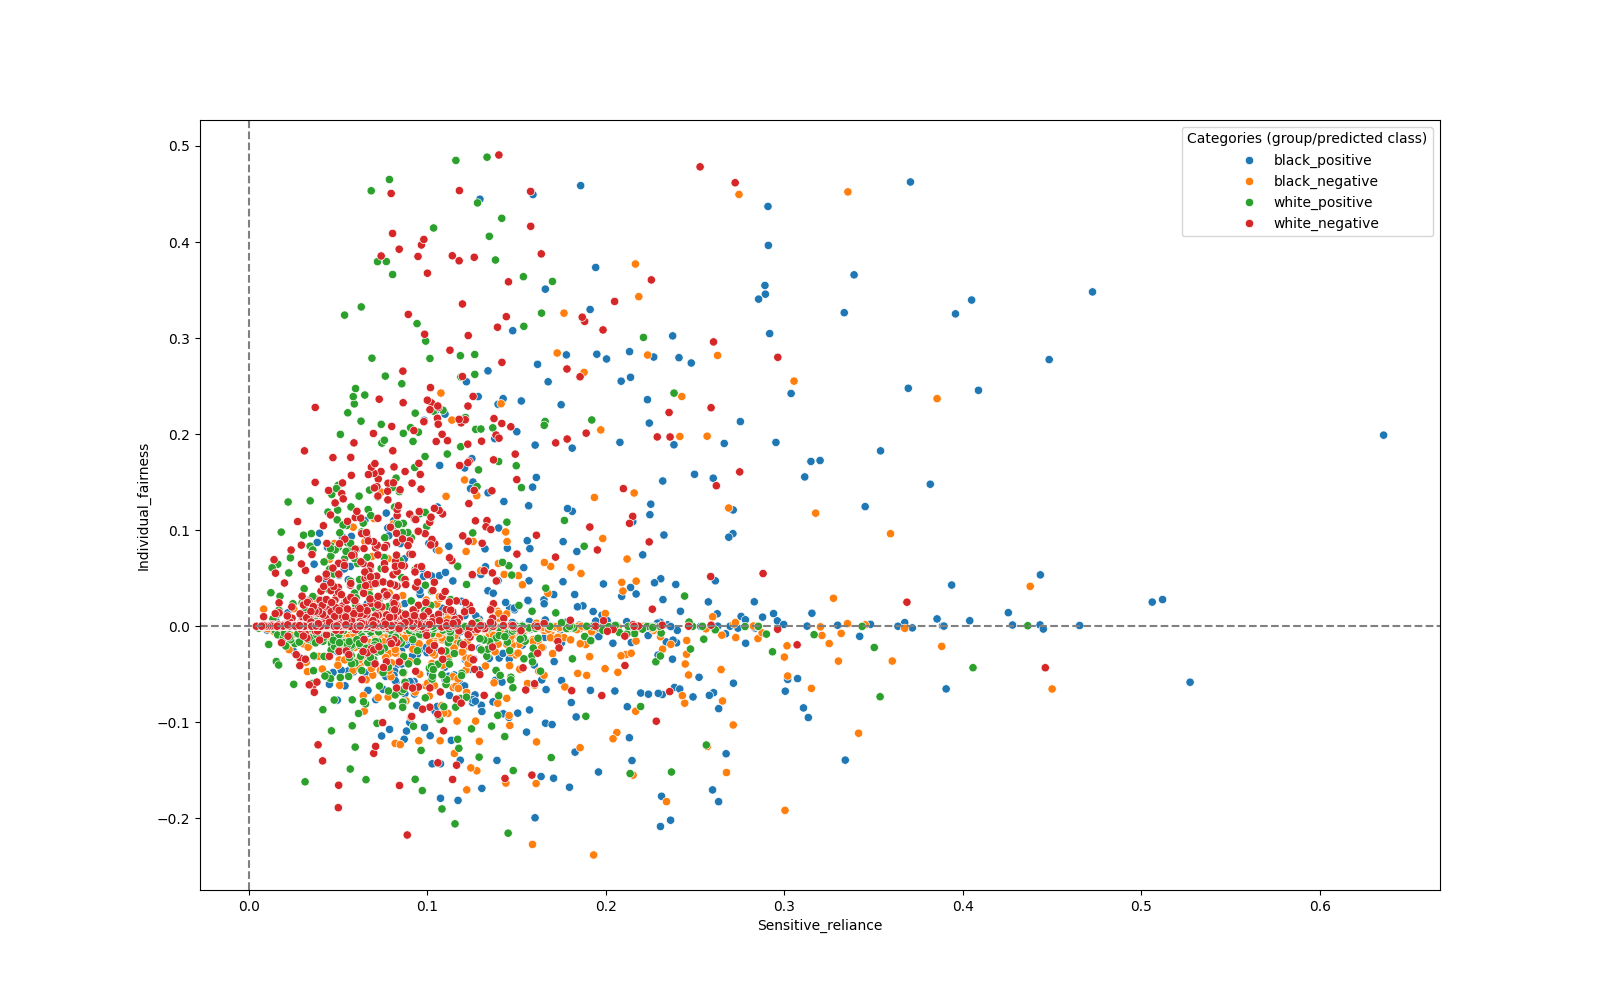 Categories (group/predicted class)
black_positive
black_negative
white_positive
white_negative
Individual_fairness
0.5
0.4
0.3
0.2
0.1
0.0
−0.1
−0.2
0.0 0.1 0.2 0.3 0.4 0.5 0.6
Sensitive_reliance